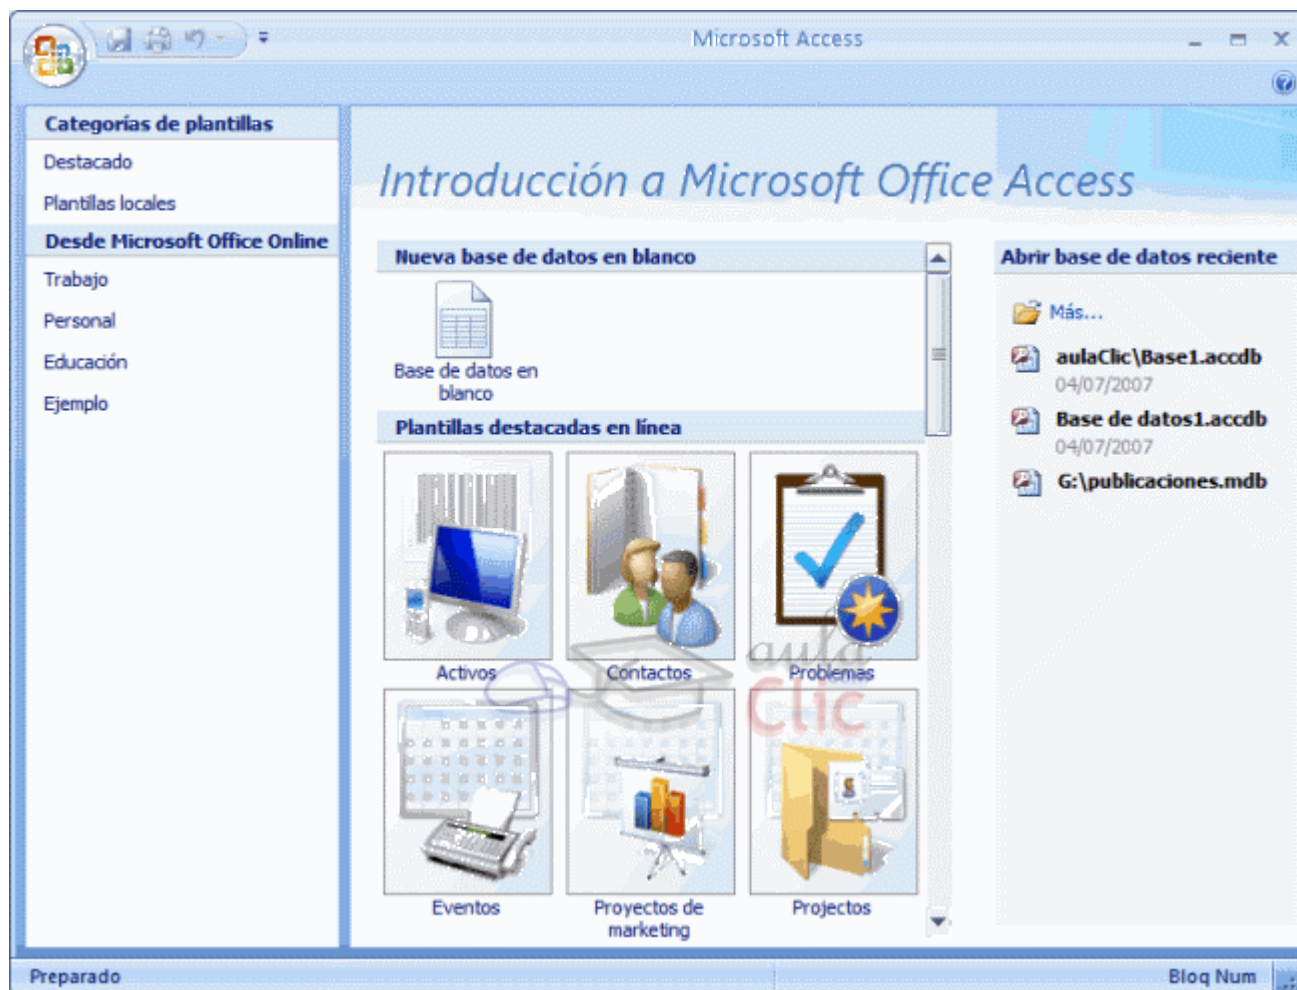 Microsoft Access
Categorías de plantillas
Destacado
Plantillas locales
Desde Microsoft Office Online
Trabajo
Personal
Educación
Ejemplo
Introducción a Microsoft Office Access
Nueva base de datos en blanco
Base de datos en
blanco
Plantillas destacadas en línea
Activos
Contactos
Problemas
Eventos
Proyectos de
marketing
Projectos
aula
Clic
Abrir base de datos reciente
Más...
aulaClic\Base1.accdb
04/07/2007
Base de datos1.accdb
04/07/2007
G:\publicaciones.mdb
Preparado
Bloq Num